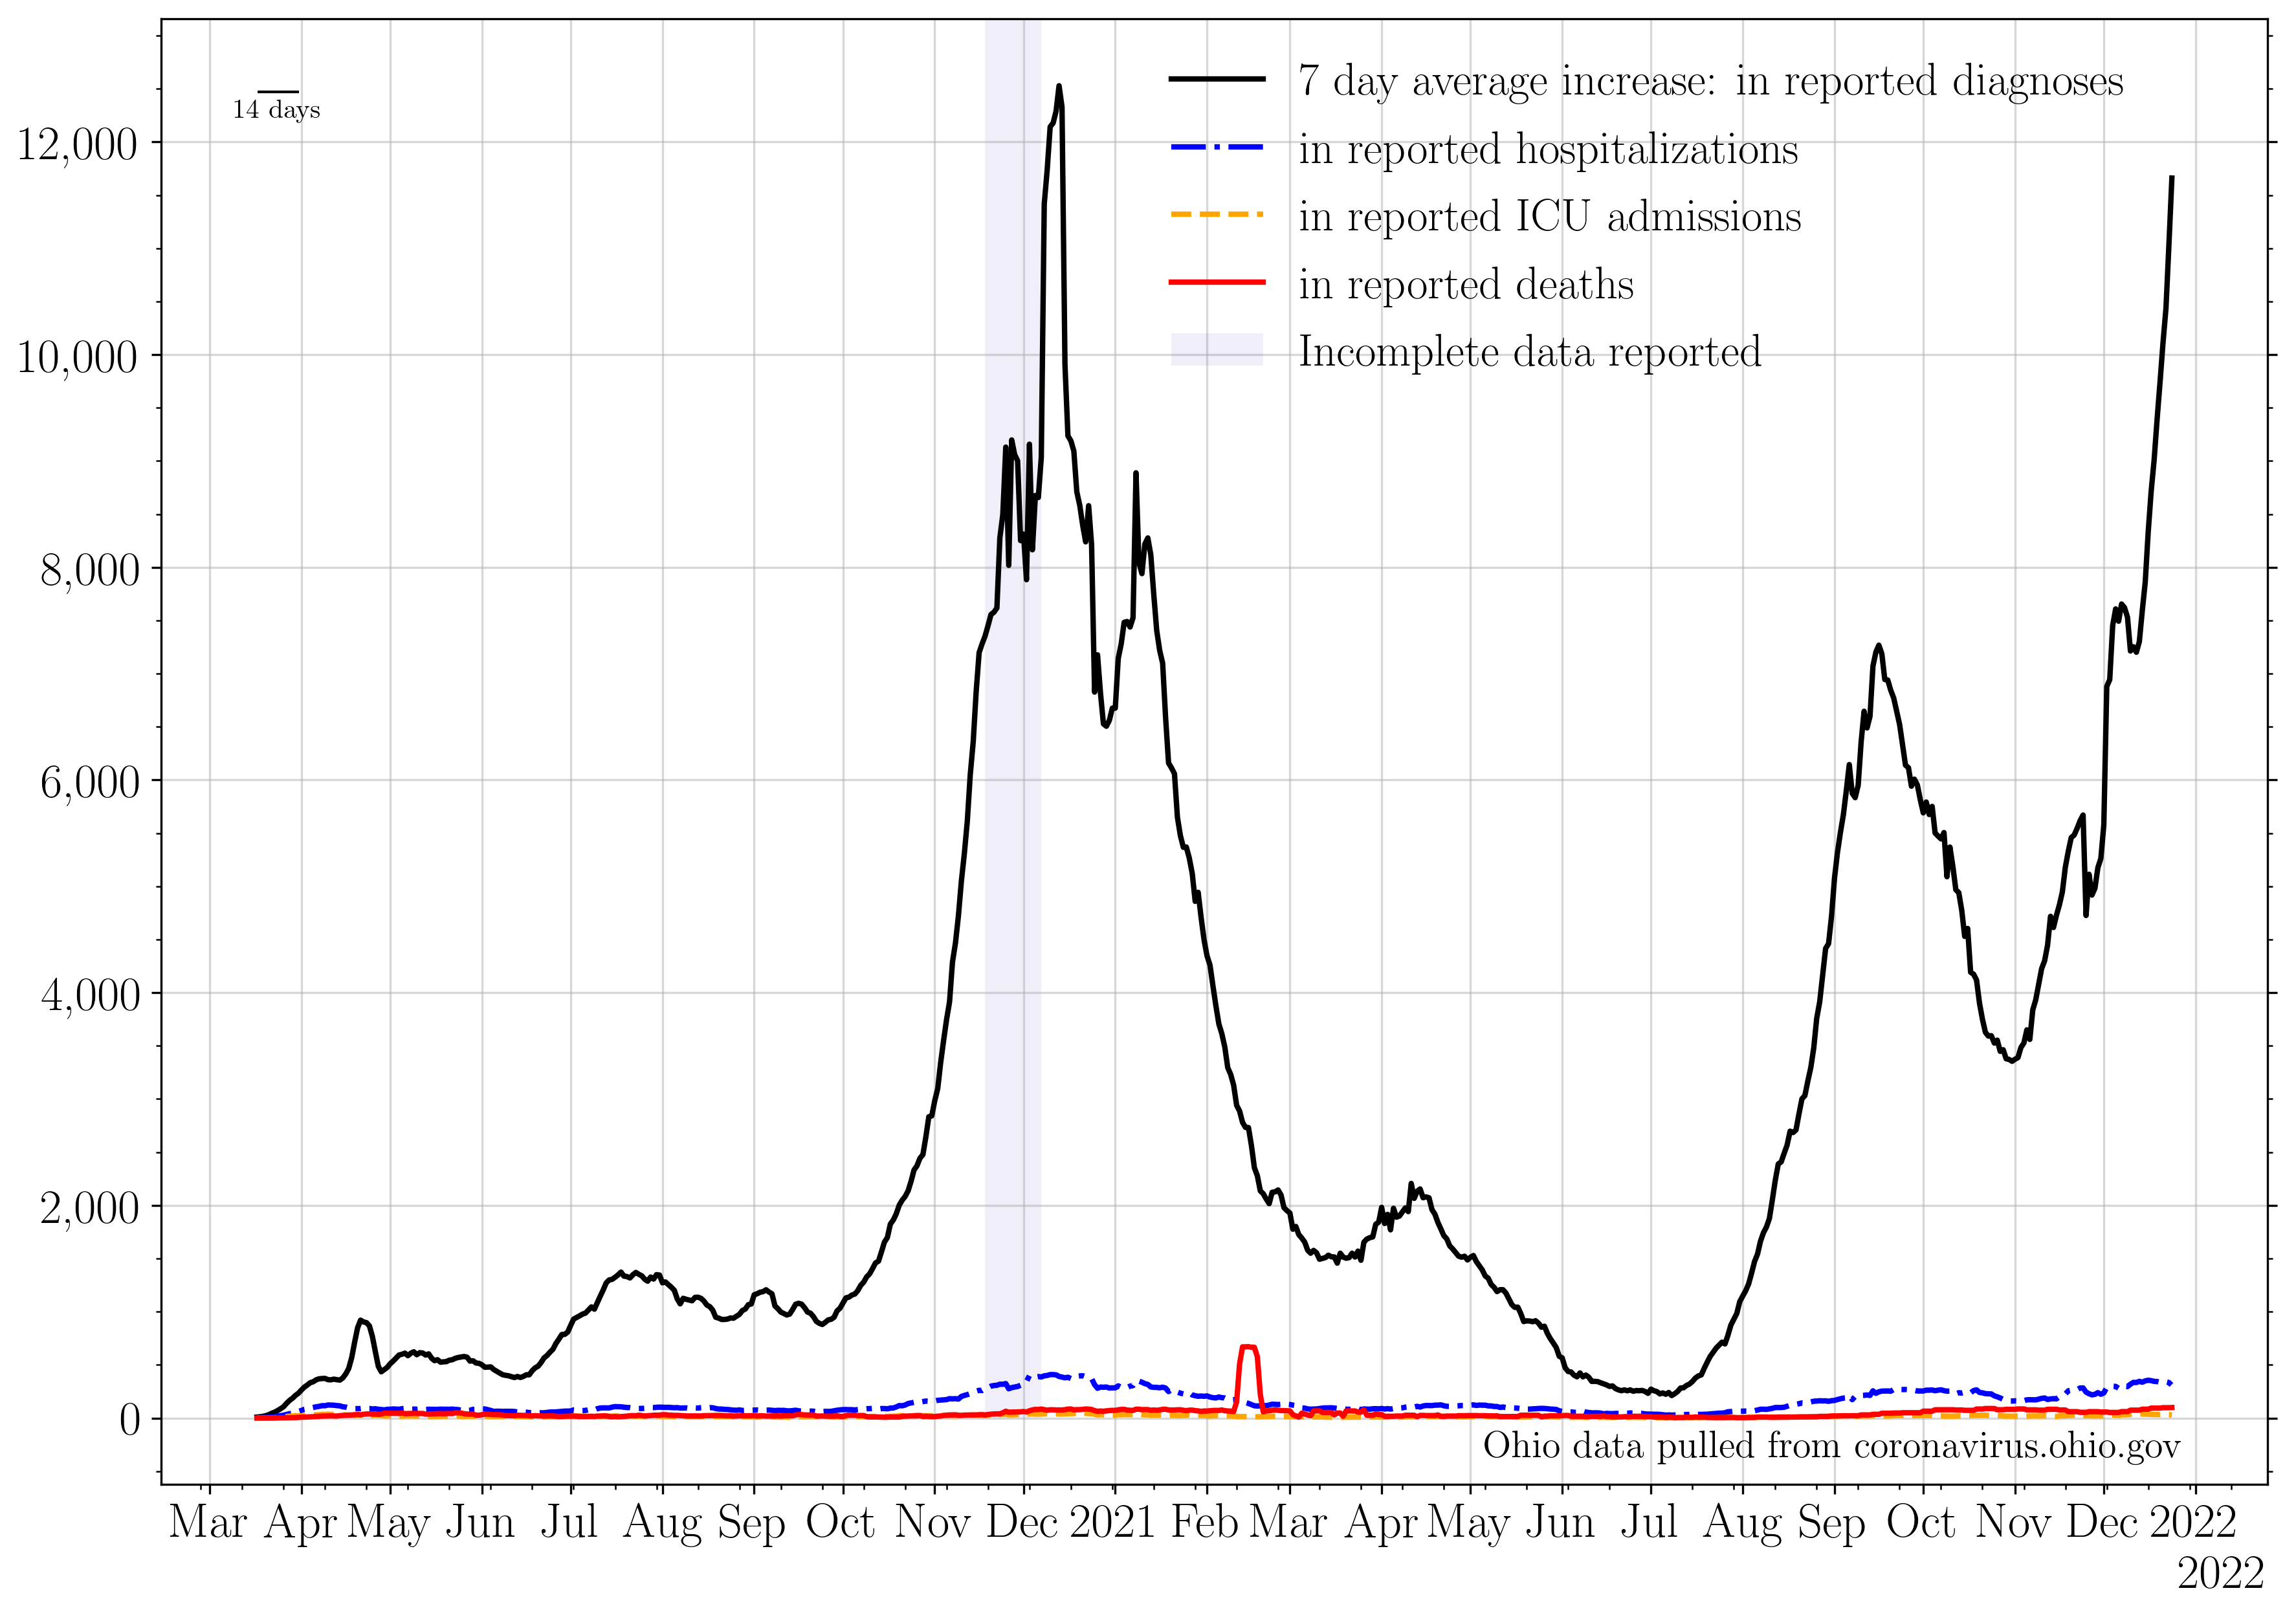 14 days
7 day average increase: in reported diagnoses
in reported hospitalizations
in reported ICU admissions
in reported deaths
Incomplete data reported
12,000
10,000
8,000
6,000
4,000
2,000
0
Ohio data pulled from coronavirus.ohio.gov
Mar Apr May Jun Jul Aug Sep Oct Nov Dec 2021 Feb Mar Apr May Jun Jul Aug Sep Oct Nov Dec 2022
2022